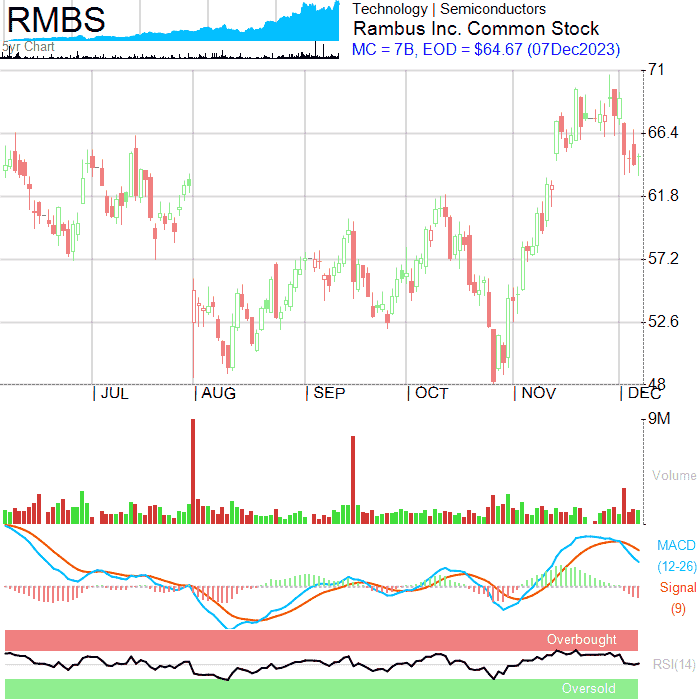 RMBS
5yr Chart
Technology | Semiconductors
Rambus Inc. Common Stock
MC = 7B, EOD = $64.67 (07Dec2023)
71
66.4
61.8
57.2
52.6
48
JUL AUG SEP OCT NOV DEC
9M
Volume
MACD
(12-26)
Signal
(9)
Overbought
RSI(14)
Oversold